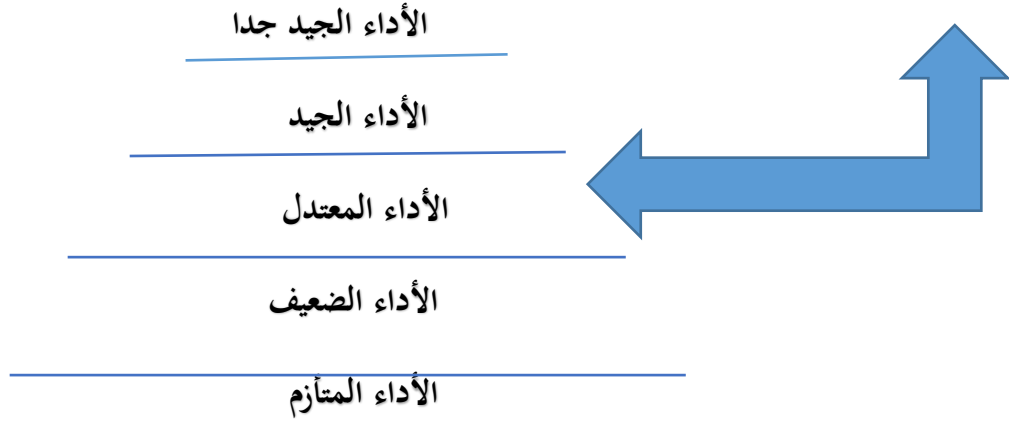 الأداء الجيد جدا
الأداء الجيد
الأداء المعتدل
الأداء الضعيف
الأداء المتأزم